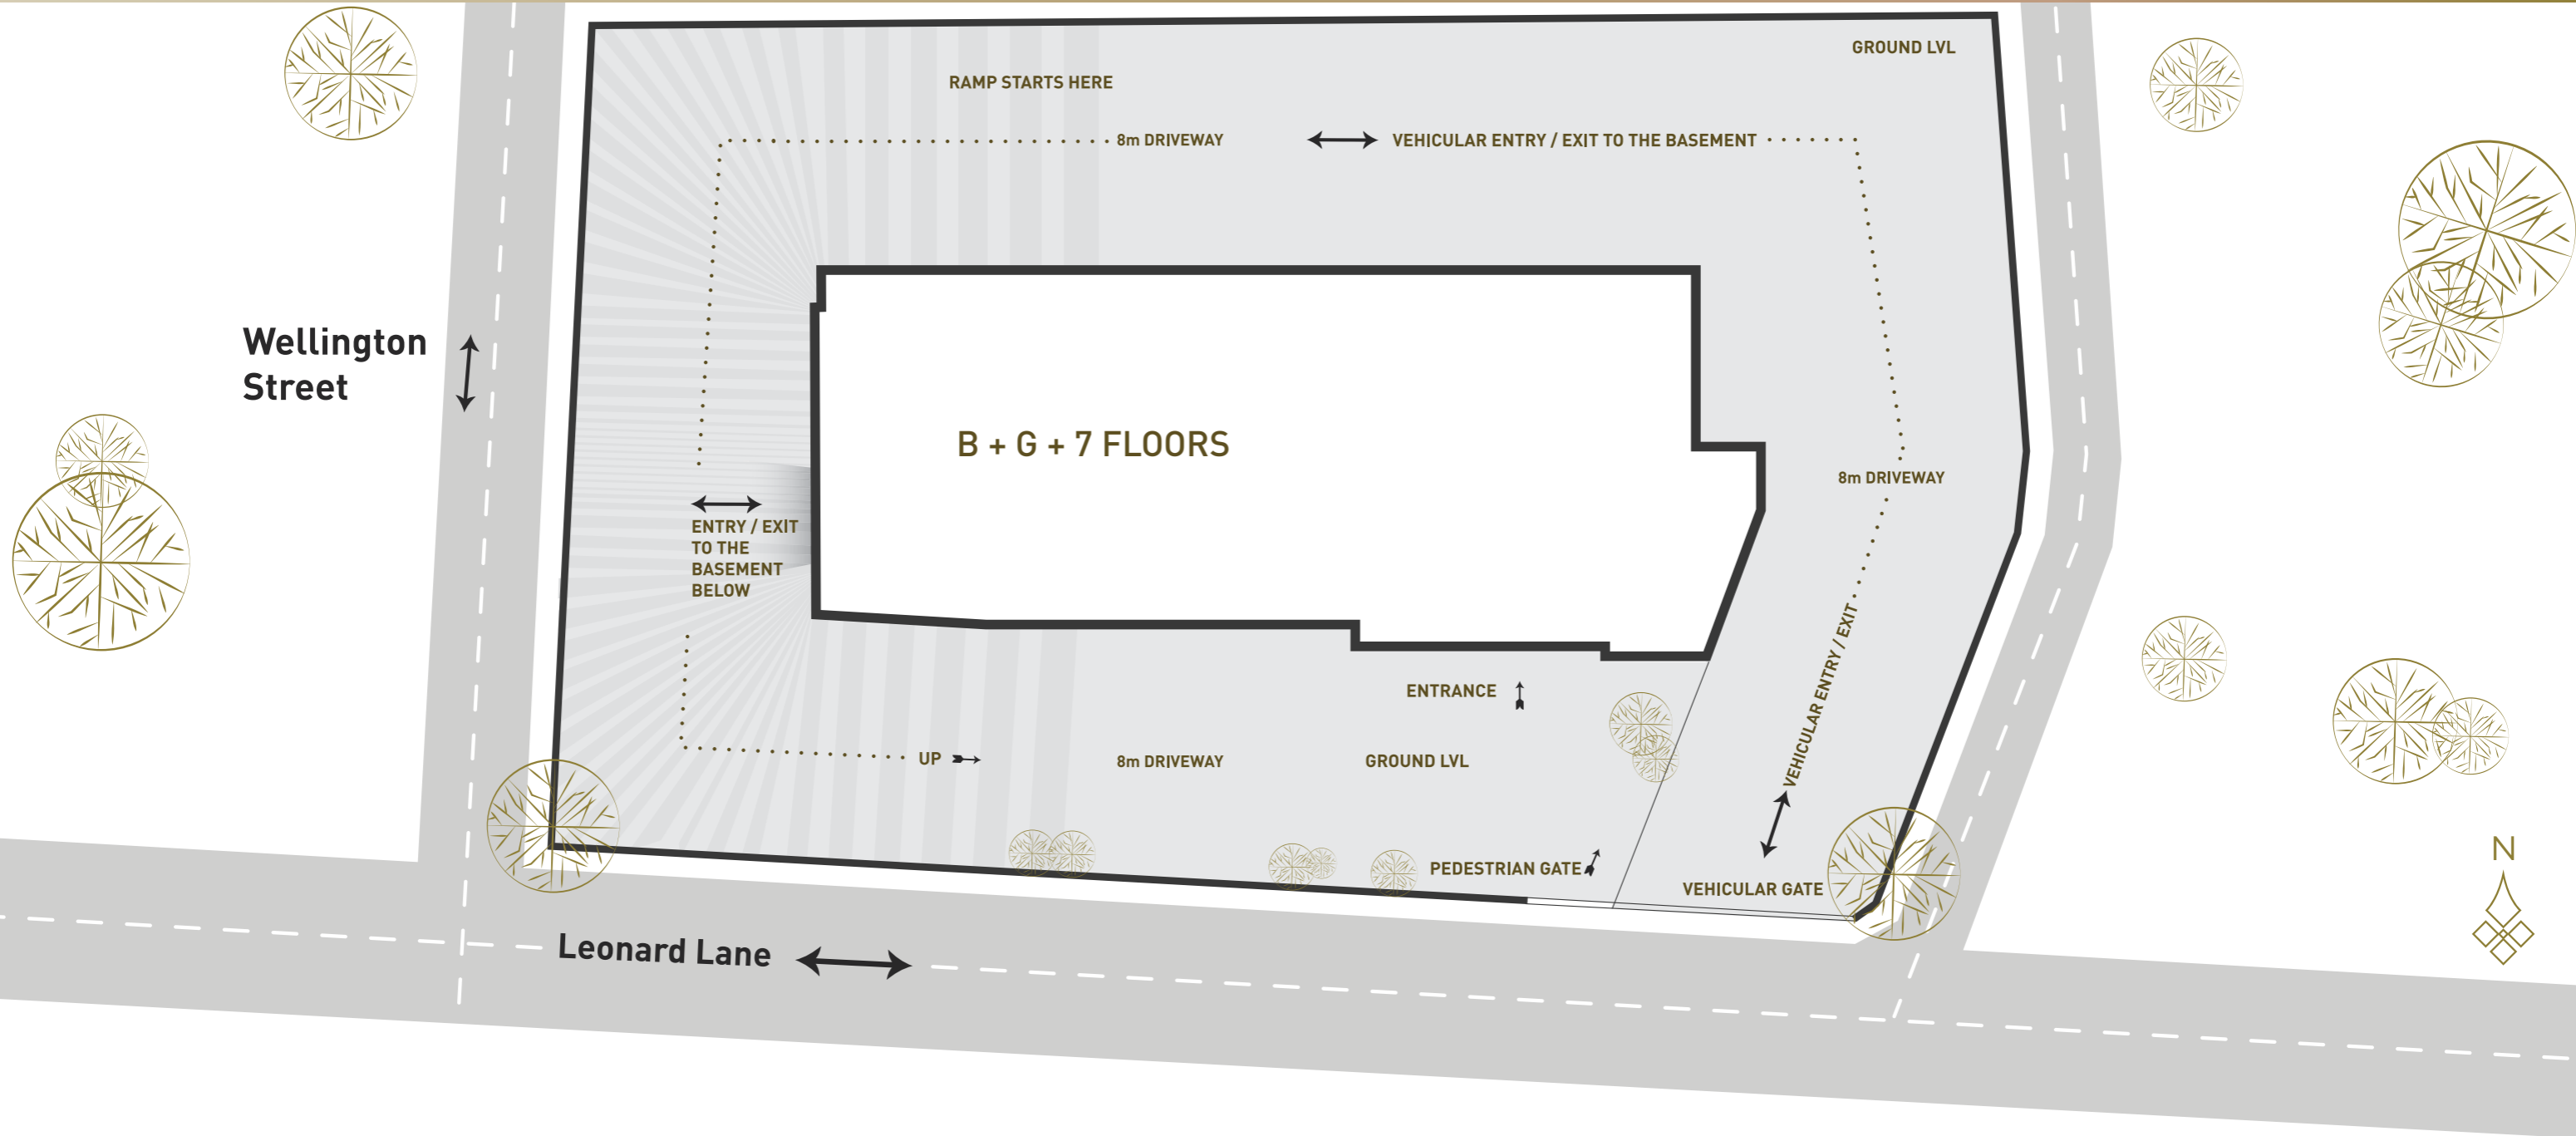 GROUND LVL
RAMP STARTS HERE
8m DRIVEWAY
VEHICULAR ENTRY / EXIT TO THE BASEMENT
Wellington
Street
B + G + 7 FLOORS
8m DRIVEWAY
ENTRY / EXIT
TO THE
BASEMENT
BELOW
VEHICULAR ENTRY / EXIT
ENTRANCE
UP
8m DRIVEWAY
GROUND LVL
PEDESTRIAN GATE
VEHICULAR GATE
N
Leonard Lane